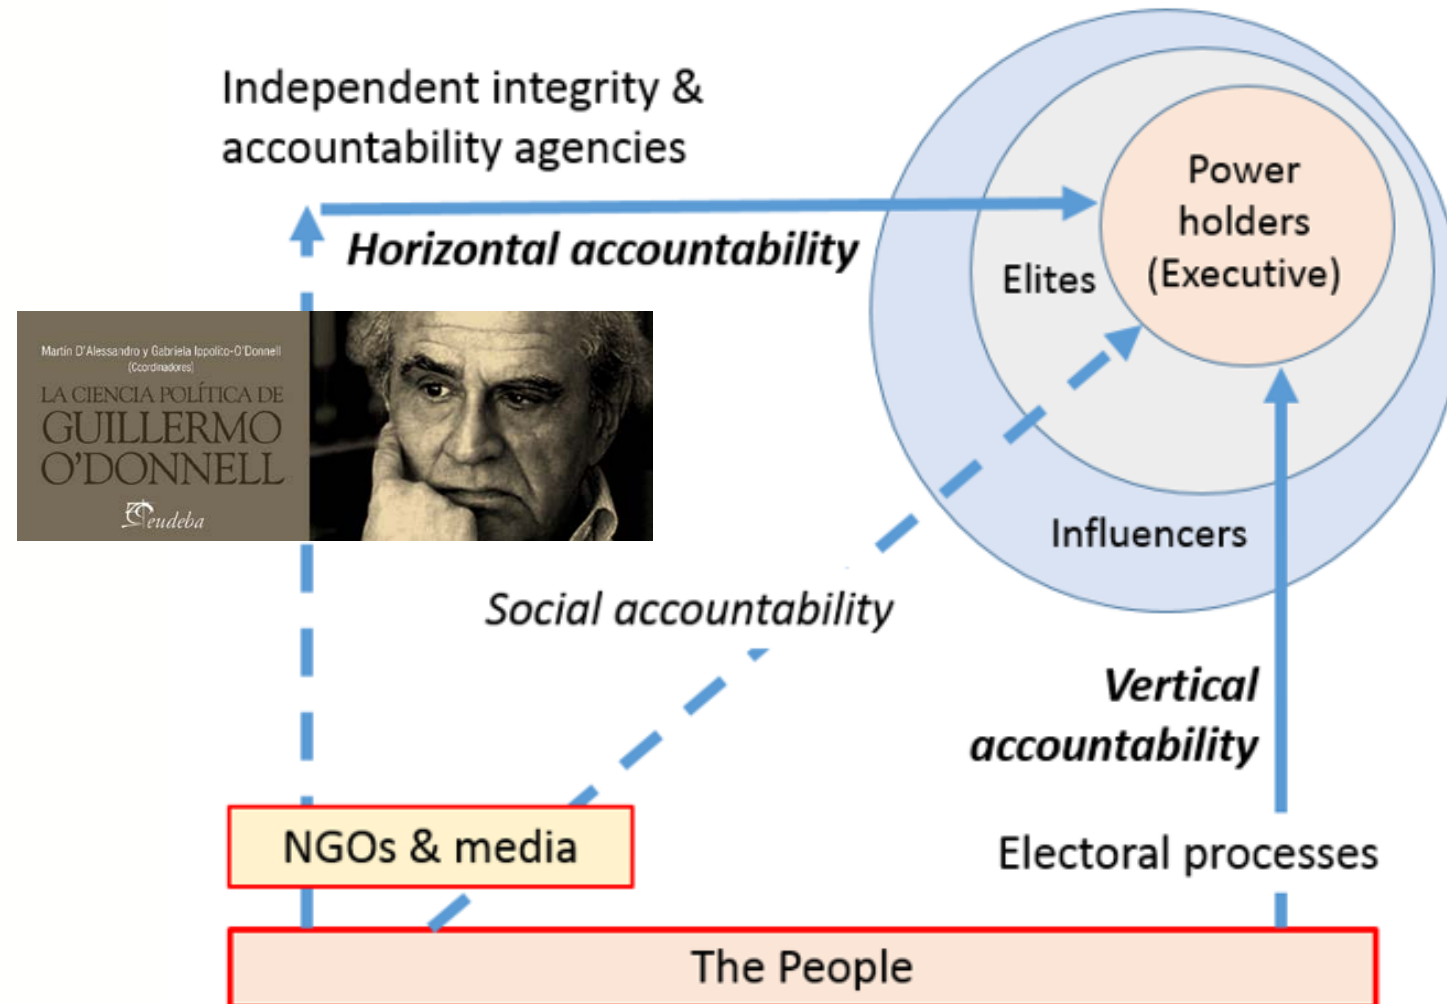 Independent integrity &
accountability agencies
Horizontal accountability
Power
holders
(Executive)
Elites
Influencers
Martín D'Alessandro y Gabriela Ippolito-O'Donnell
(Coordinadores)
LA CIENCIA POLÍTICA DE
GUILLERMO
O'DONNELL
eudeba
Social accountability
Vertical
accountability
NGOs & media
Electoral processes
The People